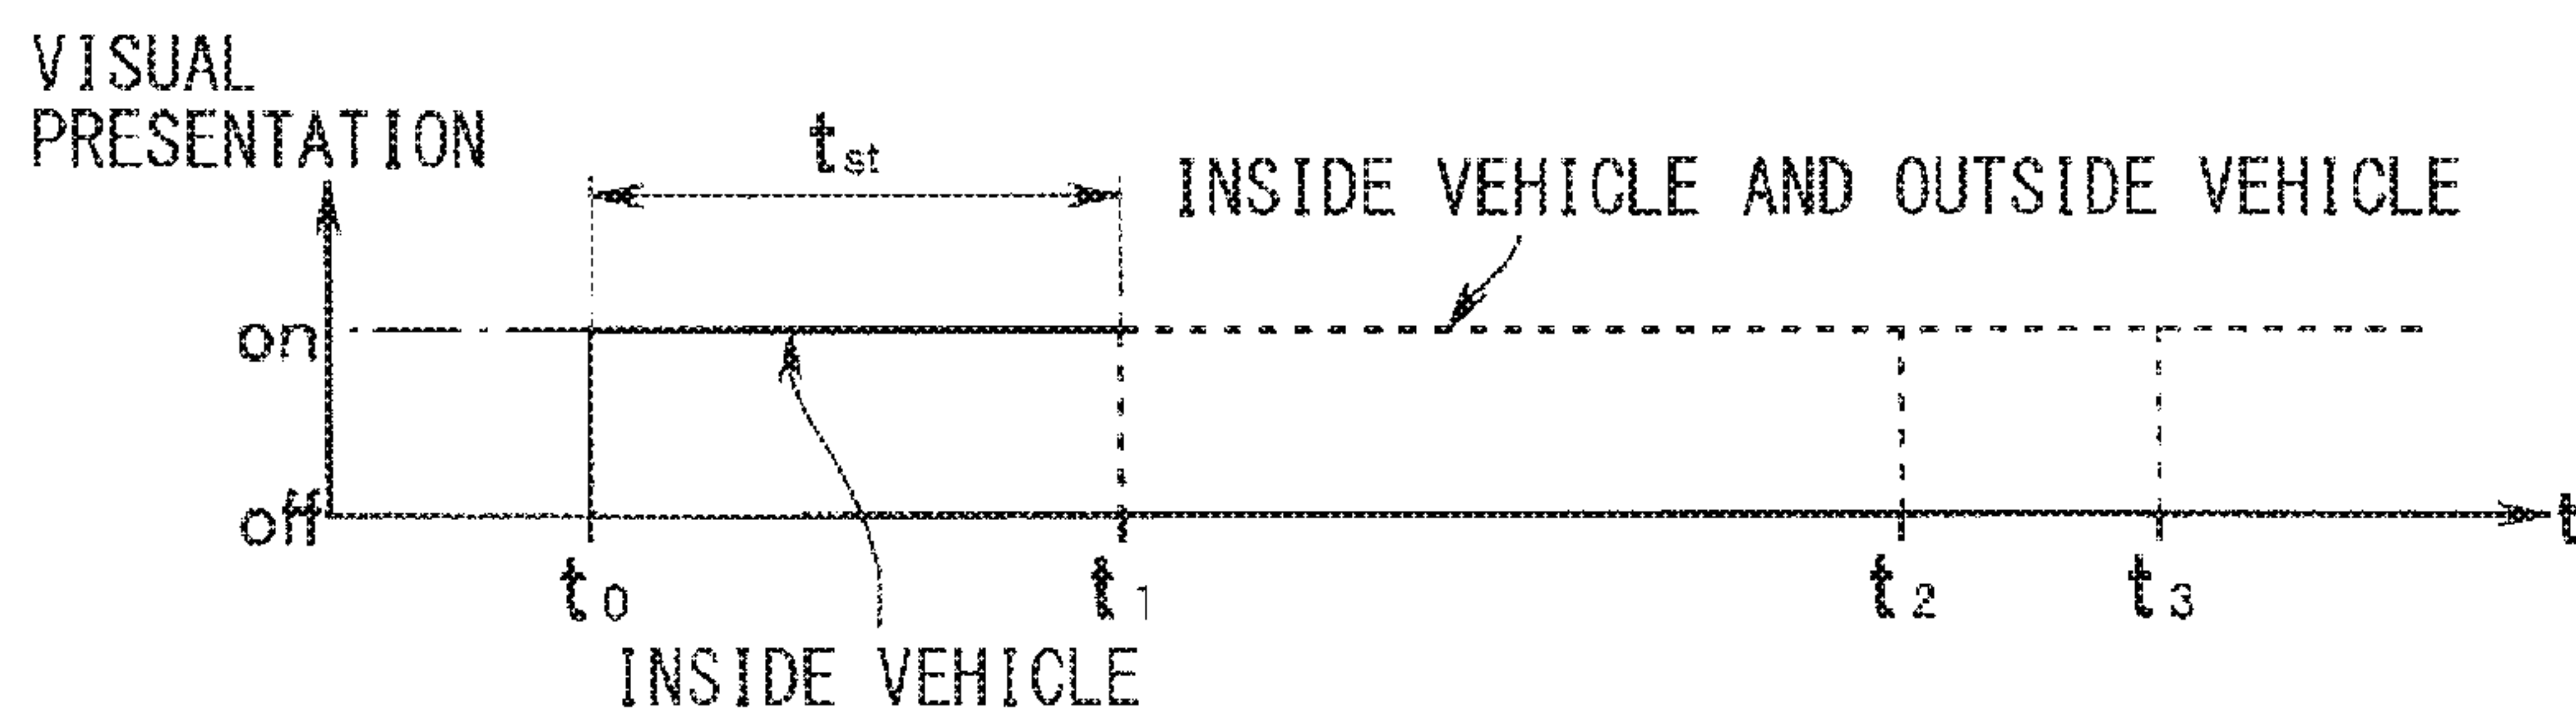 VISUAL
PRESENTATION
tst
INSIDE VEHICLE AND OUTSIDE VEHICLE
on
off
t
t0
t1
t2
t3
INSIDE VEHICLE